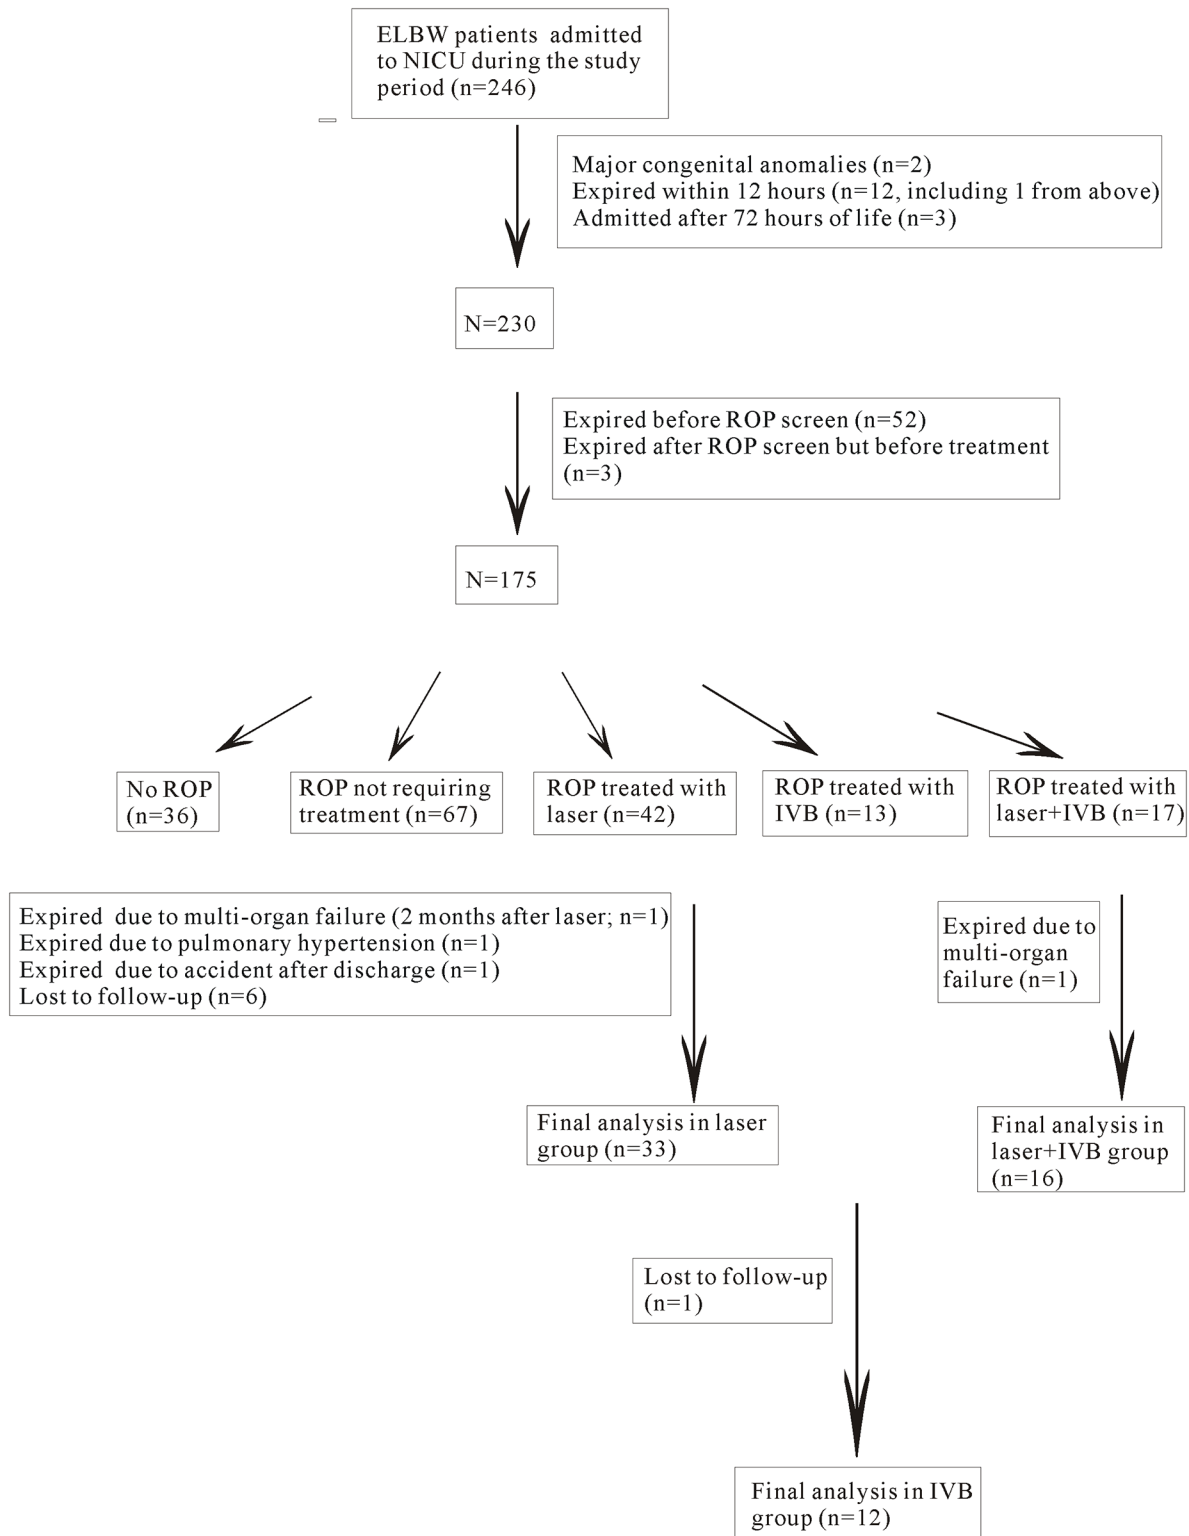 ELBW patients admitted
to NICU during the study
period (n=246)
Major congenital anomalies (n=2)
Expired within 12 hours (n=12, including 1 from above)
Admitted after 72 hours of life (n=3)
N=230
Expired before ROP screen (n=52)
Expired after ROP screen but before treatment
(n=3)
N=175
No ROP
(n=36)
ROP not requiring
treatment (n=67)
ROP treated with
laser (n=42)
ROP treated with
IVB (n=13)
ROP treated with
laser+IVB (n=17)
Expired due to multi-organ failure (2 months after laser; n=1)
Expired due to pulmonary hypertension (n=1)
Expired due to accident after discharge (n=1)
Lost to follow-up (n=6)
Expired due to
multi-organ
failure (n=1)
Final analysis in laser
group (n=33)
Final analysis in
laser+IVB group
(n=16)
Lost to follow-up
(n=1)
Final analysis in IVB
group (n=12)